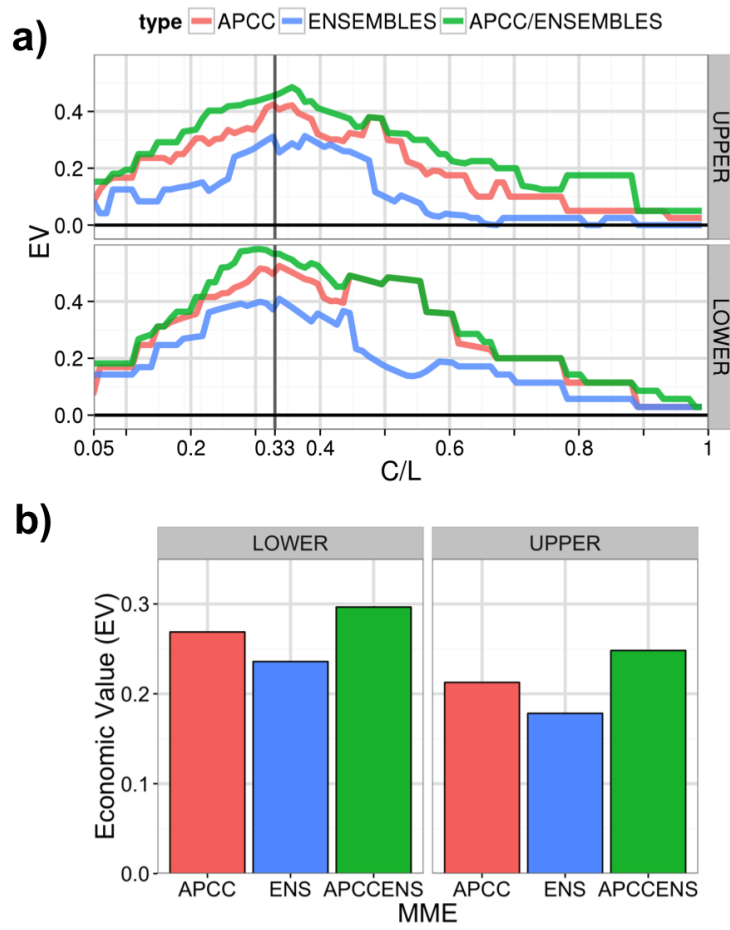 a)
type APCC ENSEMBLES APCC/ENSEMBLES
EV
0.4
0.2
0.0
UPPER
0.4
0.2
0.0
LOWER
0.05 0.2 0.33 0.4 0.6 0.8 1
C/L
b)
LOWER UPPER
Economic Value (EV)
0.3
0.2
0.1
0.0
APCC ENS APCCENS APCC ENS APCCENS
MME